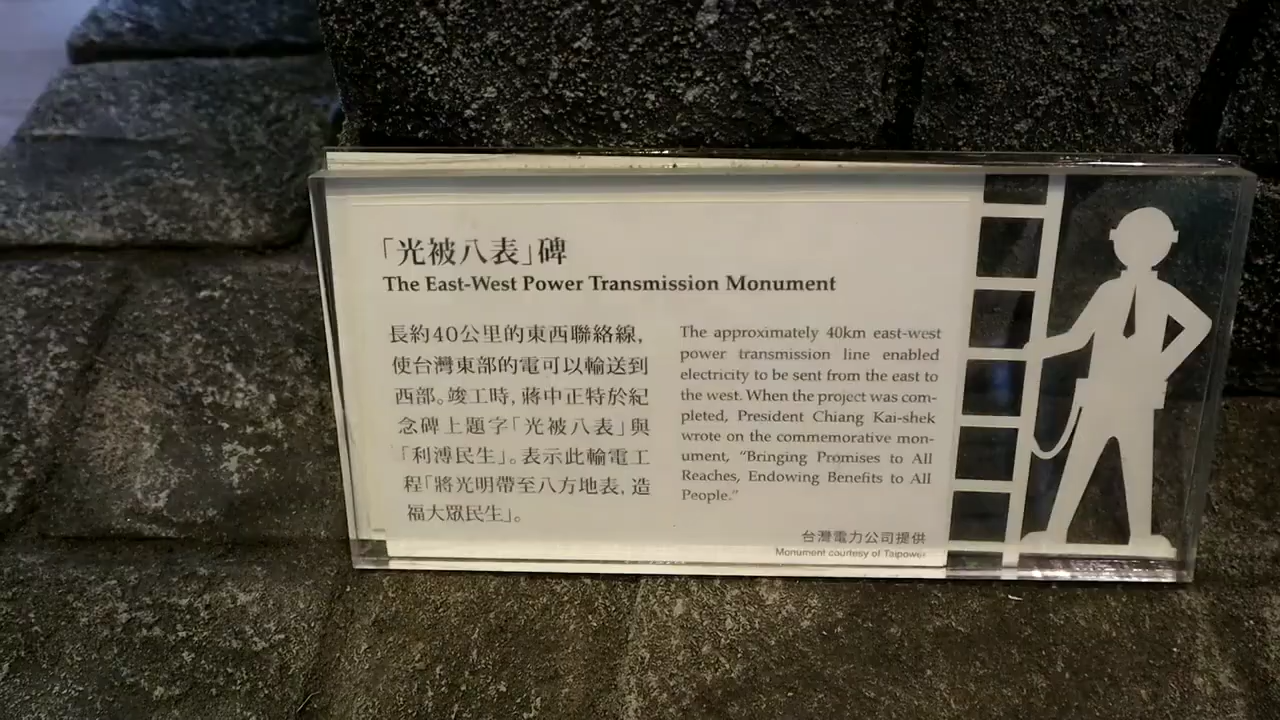 「光被八表」碑
The East-West Power Transmission Monument
長約40公里的東西聯絡線,
使台灣東部的電可以輸送到
西部。竣工時, 蔣中正特於紀
念碑上題字「光被八表」與
「利溥民生」。表示此輸電工
程「將光明帶至八方地表, 造
福大眾民生」。
The approximately 40km east-west
power transmission line enabled
electricity to be sent from the east to
the west. When the project was com-
pleted, President Chiang Kai-shek
wrote on the commemorative mon-
ument, “Bringing Promises to All
Reaches, Endowing Benefits to All
People.”
台灣電力公司提供
Monument courtesy of Taipower